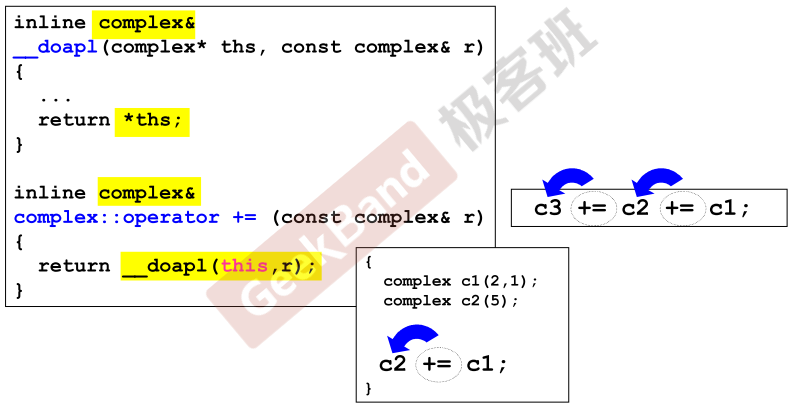 inline complex&
__doapl(complex* ths, const complex& r)
{
  ...
  return *ths;
}
inline complex&
complex::operator += (const complex& r)
{
  return __doapl(this,r);
}
{
  complex c1(2,1);
  complex c2(5);
  c2 += c1;
}
c3 += c2 += c1;
GeekBand 极客班